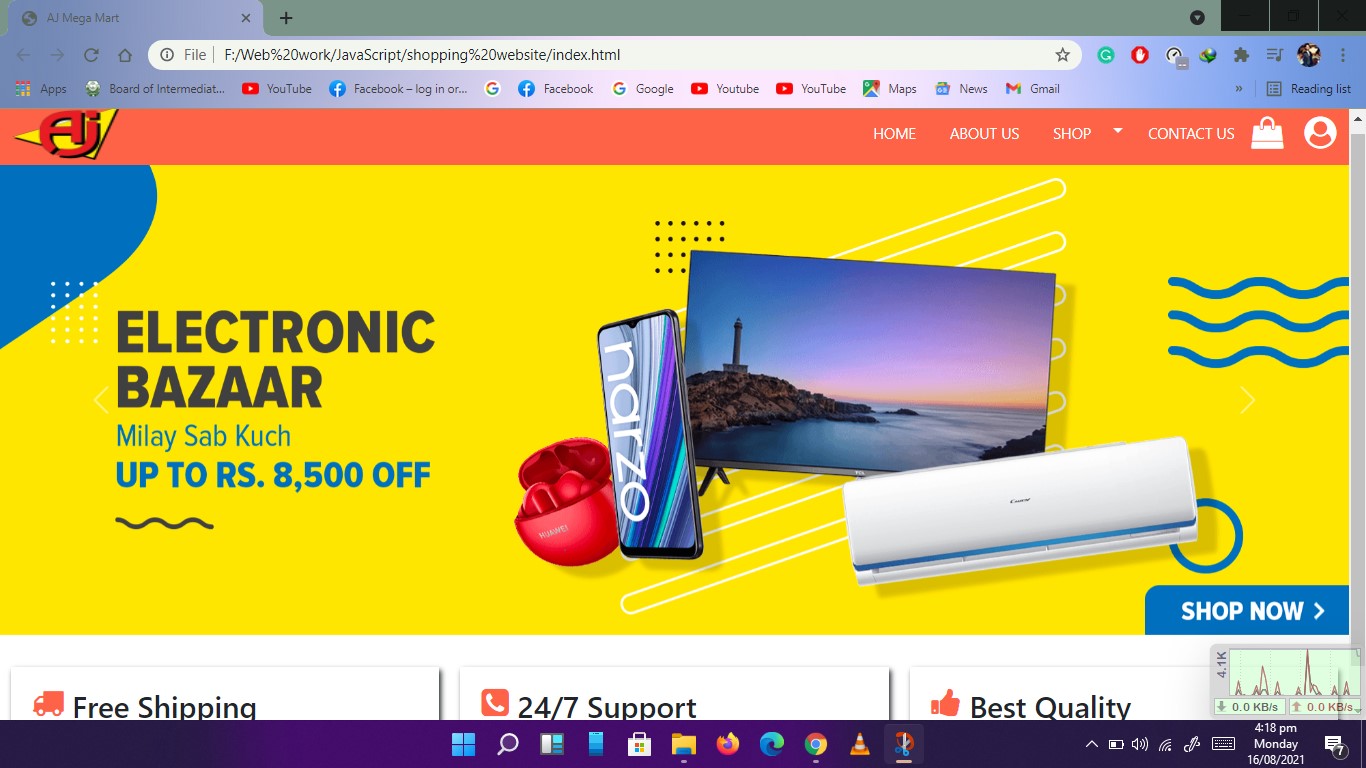 AJ Mega Mart
File | F:/Web%20work/JavaScript/shopping%20website/index.html
Apps Board of Intermediat... YouTube Facebook – log in or... Facebook Google Youtube YouTube Maps News Gmail » Reading list
Aj
HOME ABOUT US SHOP CONTACT US
ELECTRONIC
BAZAAR
Milay Sab Kuch
UP TO RS. 8,500 OFF
narzo
HUAWEI
TCL
SHOP NOW >
Free Shipping
24/7 Support
Best Quality
4.1K
0.0 KB/s 0.0 KB/s
4:18 pm
Monday
16/08/2021
7